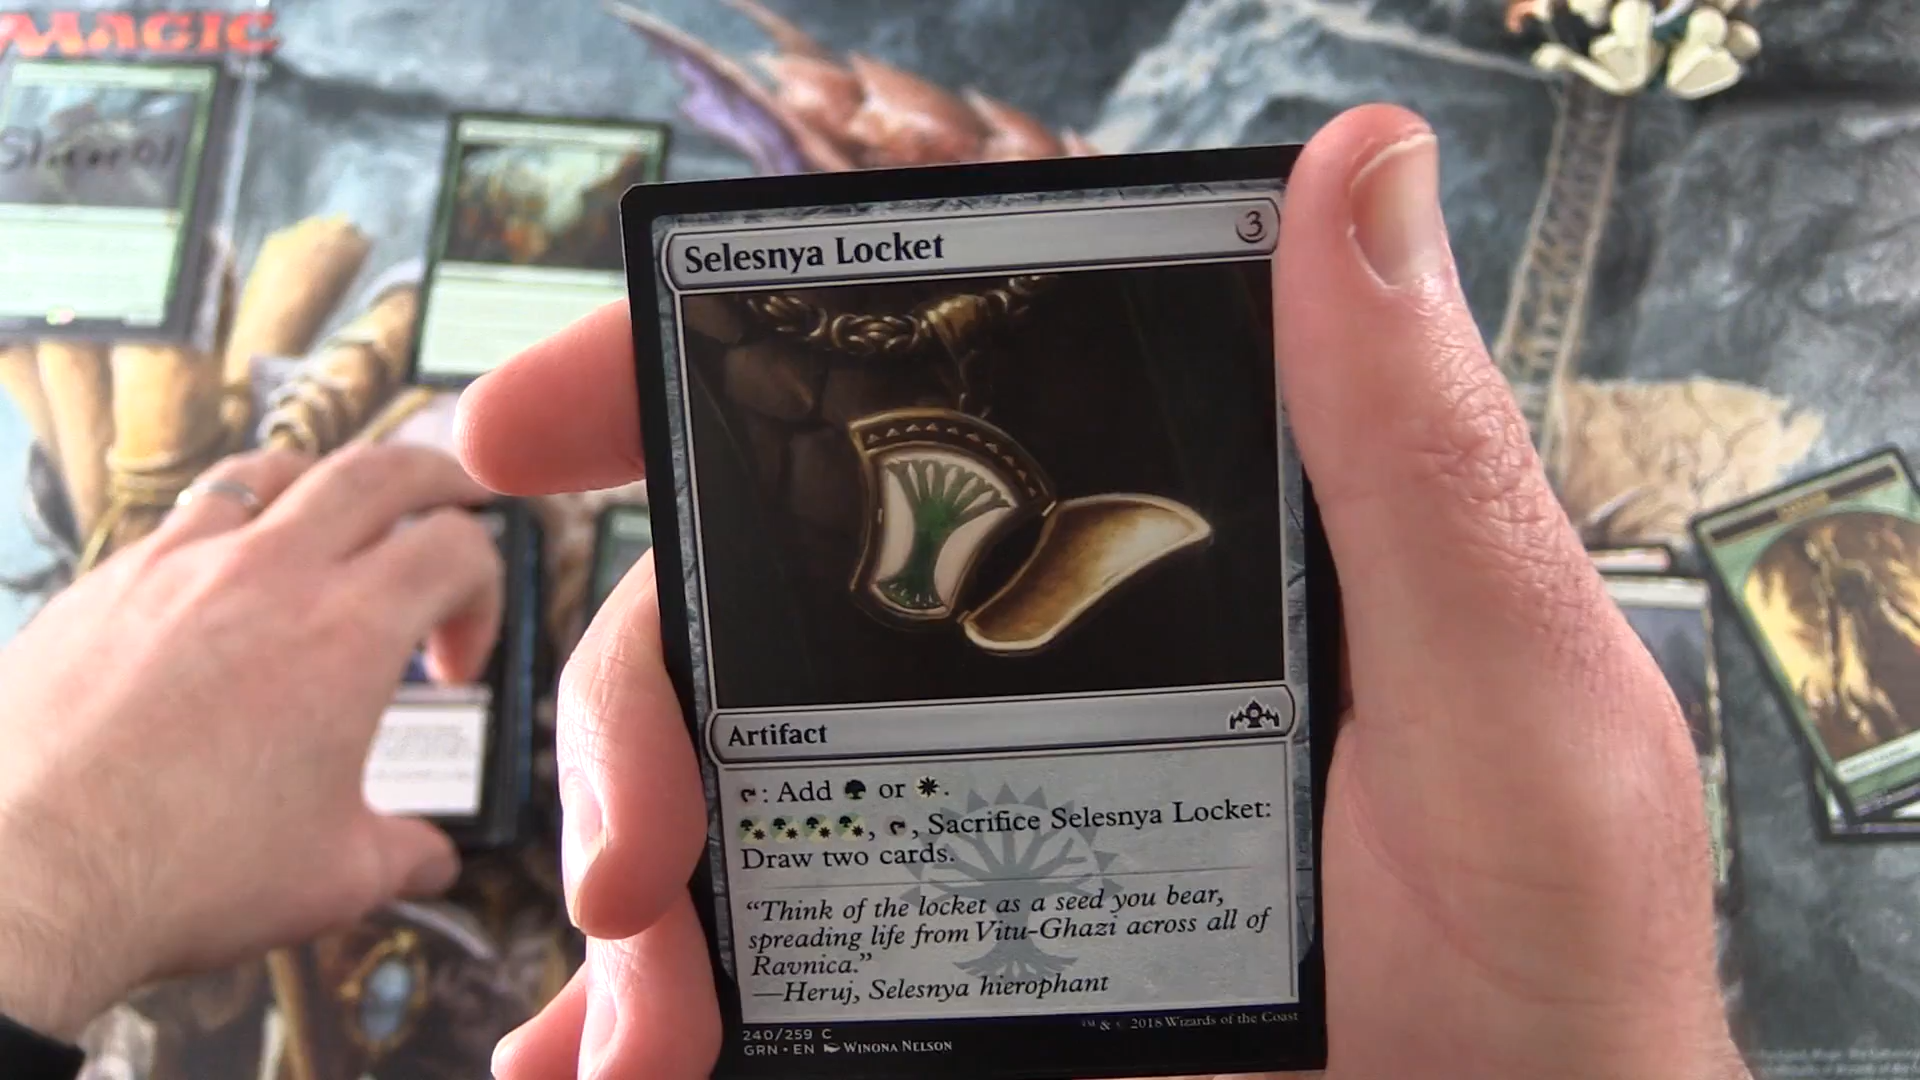 MAGIC
Selesnya Locket
3
Artifact
: Add or .
, , Sacrifice Selesnya Locket:
Draw two cards.
“Think of the locket as a seed you bear,
spreading life from Vitu-Ghazi across all of
Ravnica.”
—Heruj, Selesnya hierophant
240/259 C
GRN • EN WINONA NELSON
™ & © 2018 Wizards of the Coast